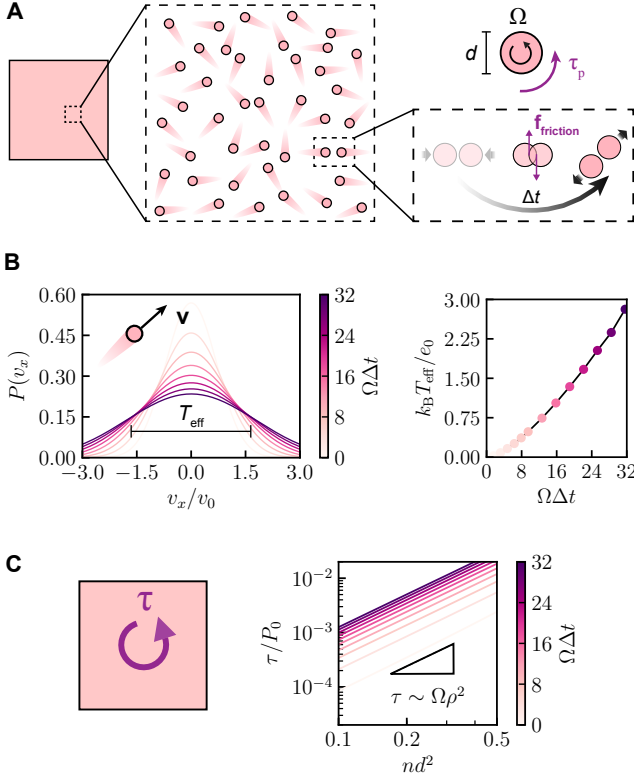 A
Ω
d
τp
f friction
Δt
B
P(vx)
0.60
0.45
0.30
0.15
0.00
−3.0
−1.5
0.0
1.5
3.0
vx/v0
v
Teff
32
24
16
8
0
ΩΔt
kBTeff/e0
3.00
2.25
1.50
0.75
0.00
0
8
16
24
32
ΩΔt
C
τ
τ/P0
10⁻²
10⁻³
10⁻⁴
τ ∼ Ωρ²
0.1
0.2
0.5
nd²
32
24
16
8
0
ΩΔt